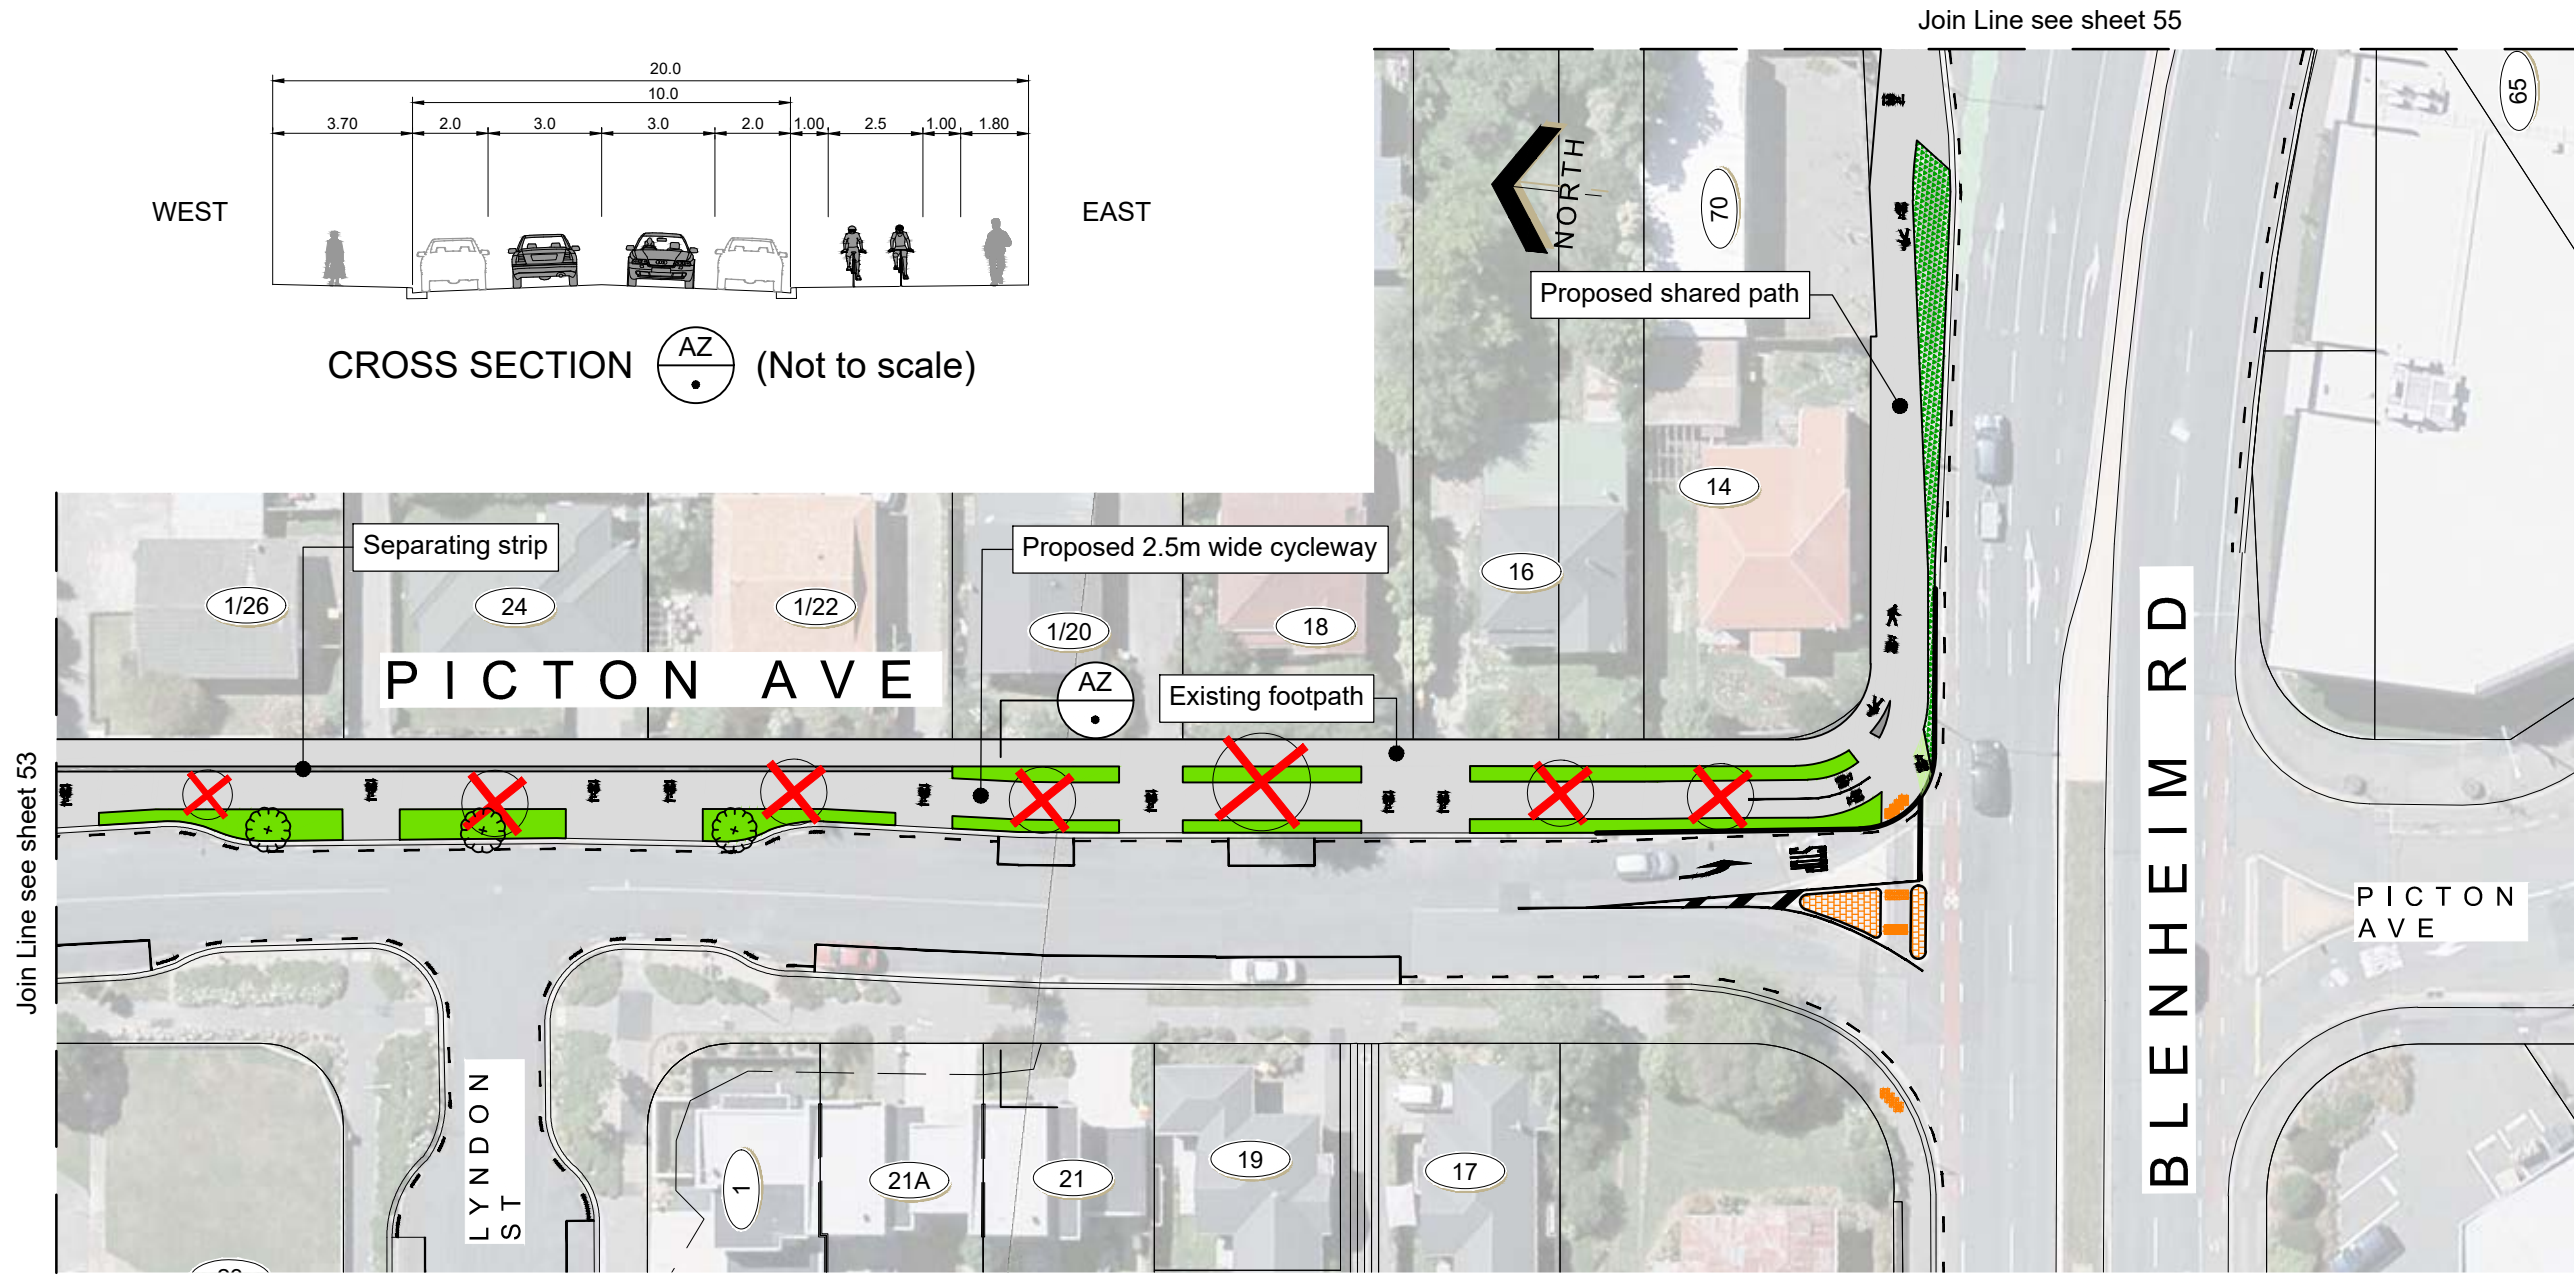 Join Line see sheet 55
20.0
10.0
3.70 2.0 3.0 3.0 2.0 1.00 2.5 1.00 1.80
WEST
EAST
CROSS SECTION AZ (Not to scale)
NORTH
65
70
Proposed shared path
14
Separating strip
Proposed 2.5m wide cycleway
16
1/26
24
1/22
1/20
18
PICTON AVE
AZ
Existing footpath
Join Line see sheet 53
BLENHEIM RD
PICTON
AVE
LYNDON
ST
1
21A
21
19
17